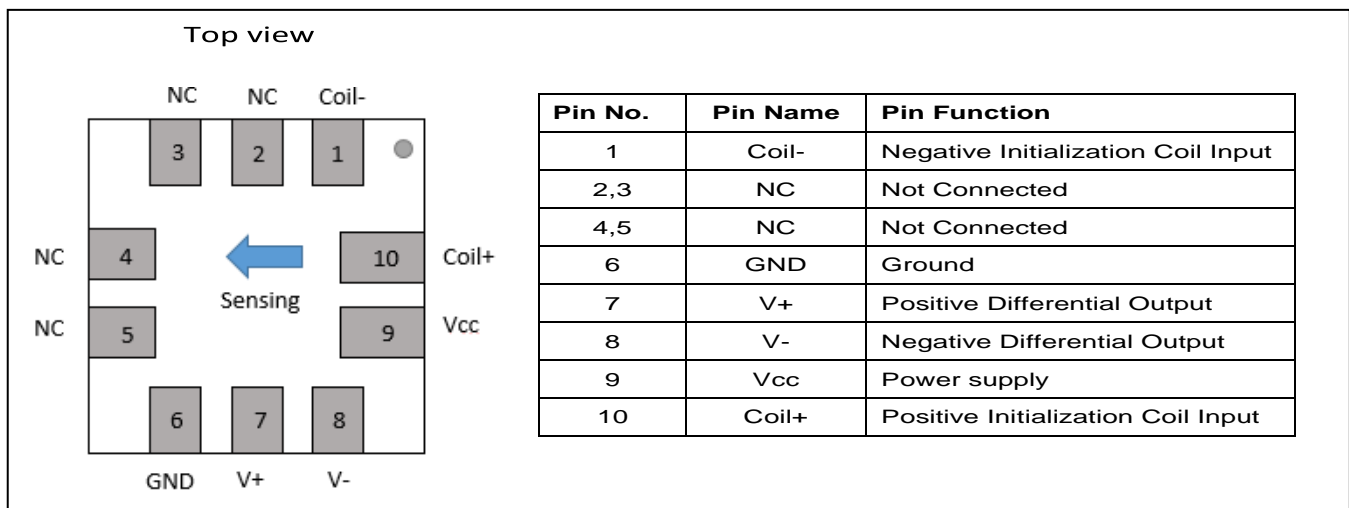 Top view
NC NC Coil-
3 2 1
NC 4 10 Coil+
Sensing
NC 5 9 Vcc
6 7 8
GND V+ V-
Pin No. Pin Name Pin Function
1 Coil- Negative Initialization Coil Input
2,3 NC Not Connected
4,5 NC Not Connected
6 GND Ground
7 V+ Positive Differential Output
8 V- Negative Differential Output
9 Vcc Power supply
10 Coil+ Positive Initialization Coil Input